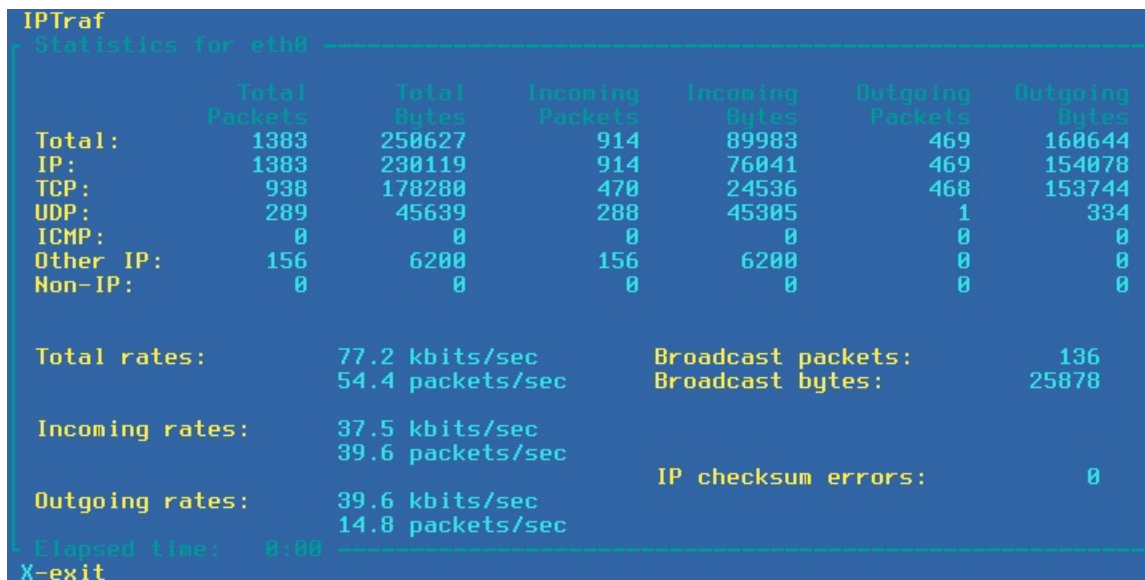 IPTraf
Statistics for eth0
Total Total Incoming Incoming Outgoing Outgoing
Packets Bytes Packets Bytes Packets Bytes
Total: 1383 250627 914 89983 469 160644
IP: 1383 230119 914 76041 469 154078
TCP: 938 178280 470 24536 468 153744
UDP: 289 45639 288 45305 1 334
ICMP: 0 0 0 0 0 0
Other IP: 156 6200 156 6200 0 0
Non-IP: 0 0 0 0 0 0
Total rates: 77.2 kbits/sec Broadcast packets: 136
54.4 packets/sec Broadcast bytes: 25878
Incoming rates: 37.5 kbits/sec
39.6 packets/sec
IP checksum errors: 0
Outgoing rates: 39.6 kbits/sec
14.8 packets/sec
Elapsed time: 0:00
X-exit